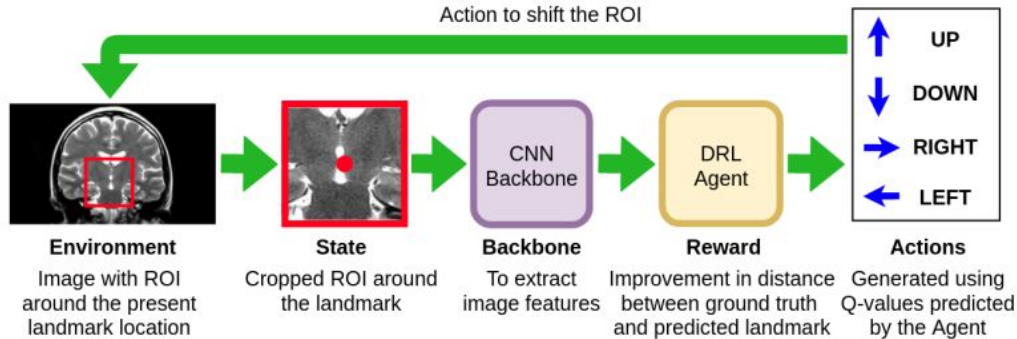 Action to shift the ROI
UP
DOWN
RIGHT
LEFT
CNN
Backbone
DRL
Agent
Environment
Image with ROI
around the present
landmark location
State
Cropped ROI around
the landmark
Backbone
To extract
image features
Reward
Improvement in distance
between ground truth
and predicted landmark
Actions
Generated using
Q-values predicted
by the Agent